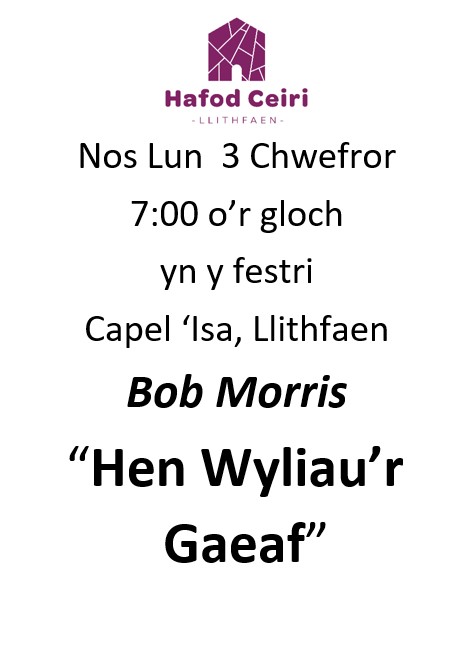 Hafod Ceiri
-LLITHFAEN-
Nos Lun 3 Chwefror
7:00 o’r gloch
yn y festri
Capel ‘Isa, Llithfaen
Bob Morris
“Hen Wyliau’r
Gaeaf”